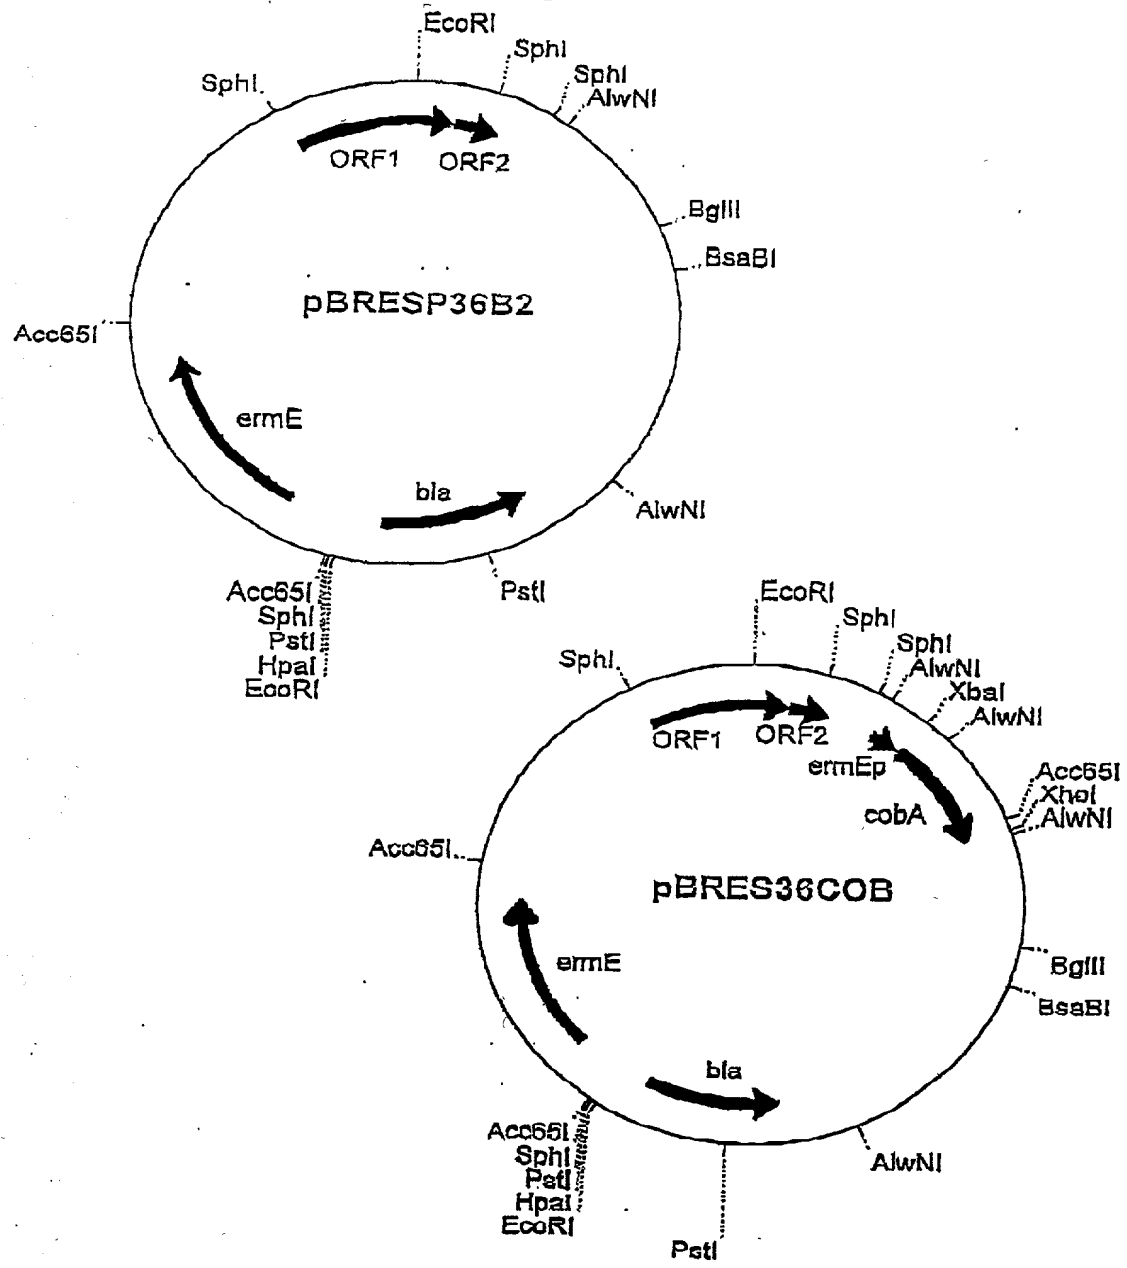 EcoRI
SphI
SphI
SphI
AlwNI
ORF1
ORF2
BglII
BsaBI
pBRESP36B2
Acc65I
ermE
bla
AlwNI
PstI
Acc65I
SphI
PstI
HpaI
EcoRI
EcoRI
SphI
SphI
SphI
AlwNI
XbaI
AlwNI
ORF1
ORF2
ermEp
cobA
Acc65I
XhoI
AlwNI
Acc65I
pBRES36COB
ermE
BglII
BsaBI
bla
Acc65I
SphI
PstI
HpaI
EcoRI
AlwNI
PstI